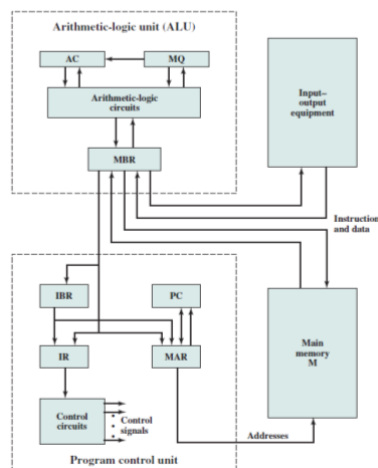 Arithmetic-logic unit (ALU)
AC
MQ
Arithmetic-logic
circuits
MBR
Input–
output
equipment
Instruction
and data
IBR
PC
IR
MAR
Main
memory
M
Control
circuits
Control
signals
Addresses
Program control unit